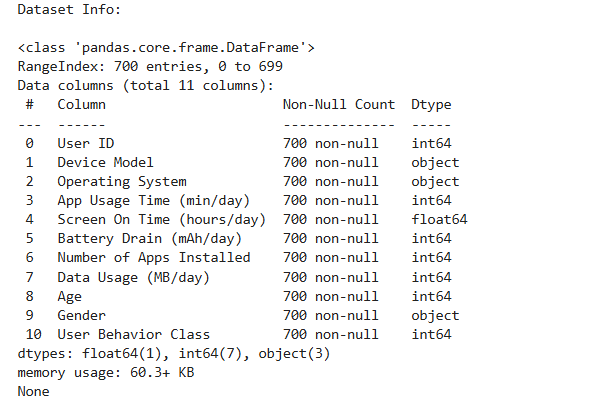 Dataset Info:

<class 'pandas.core.frame.DataFrame'>
RangeIndex: 700 entries, 0 to 699
Data columns (total 11 columns):
 #   Column                      Non-Null Count  Dtype
---  ------                      --------------  -----
 0   User ID                     700 non-null    int64
 1   Device Model                700 non-null    object
 2   Operating System            700 non-null    object
 3   App Usage Time (min/day)    700 non-null    int64
 4   Screen On Time (hours/day)  700 non-null    float64
 5   Battery Drain (mAh/day)     700 non-null    int64
 6   Number of Apps Installed    700 non-null    int64
 7   Data Usage (MB/day)         700 non-null    int64
 8   Age                         700 non-null    int64
 9   Gender                      700 non-null    object
 10  User Behavior Class         700 non-null    int64
dtypes: float64(1), int64(7), object(3)
memory usage: 60.3+ KB
None